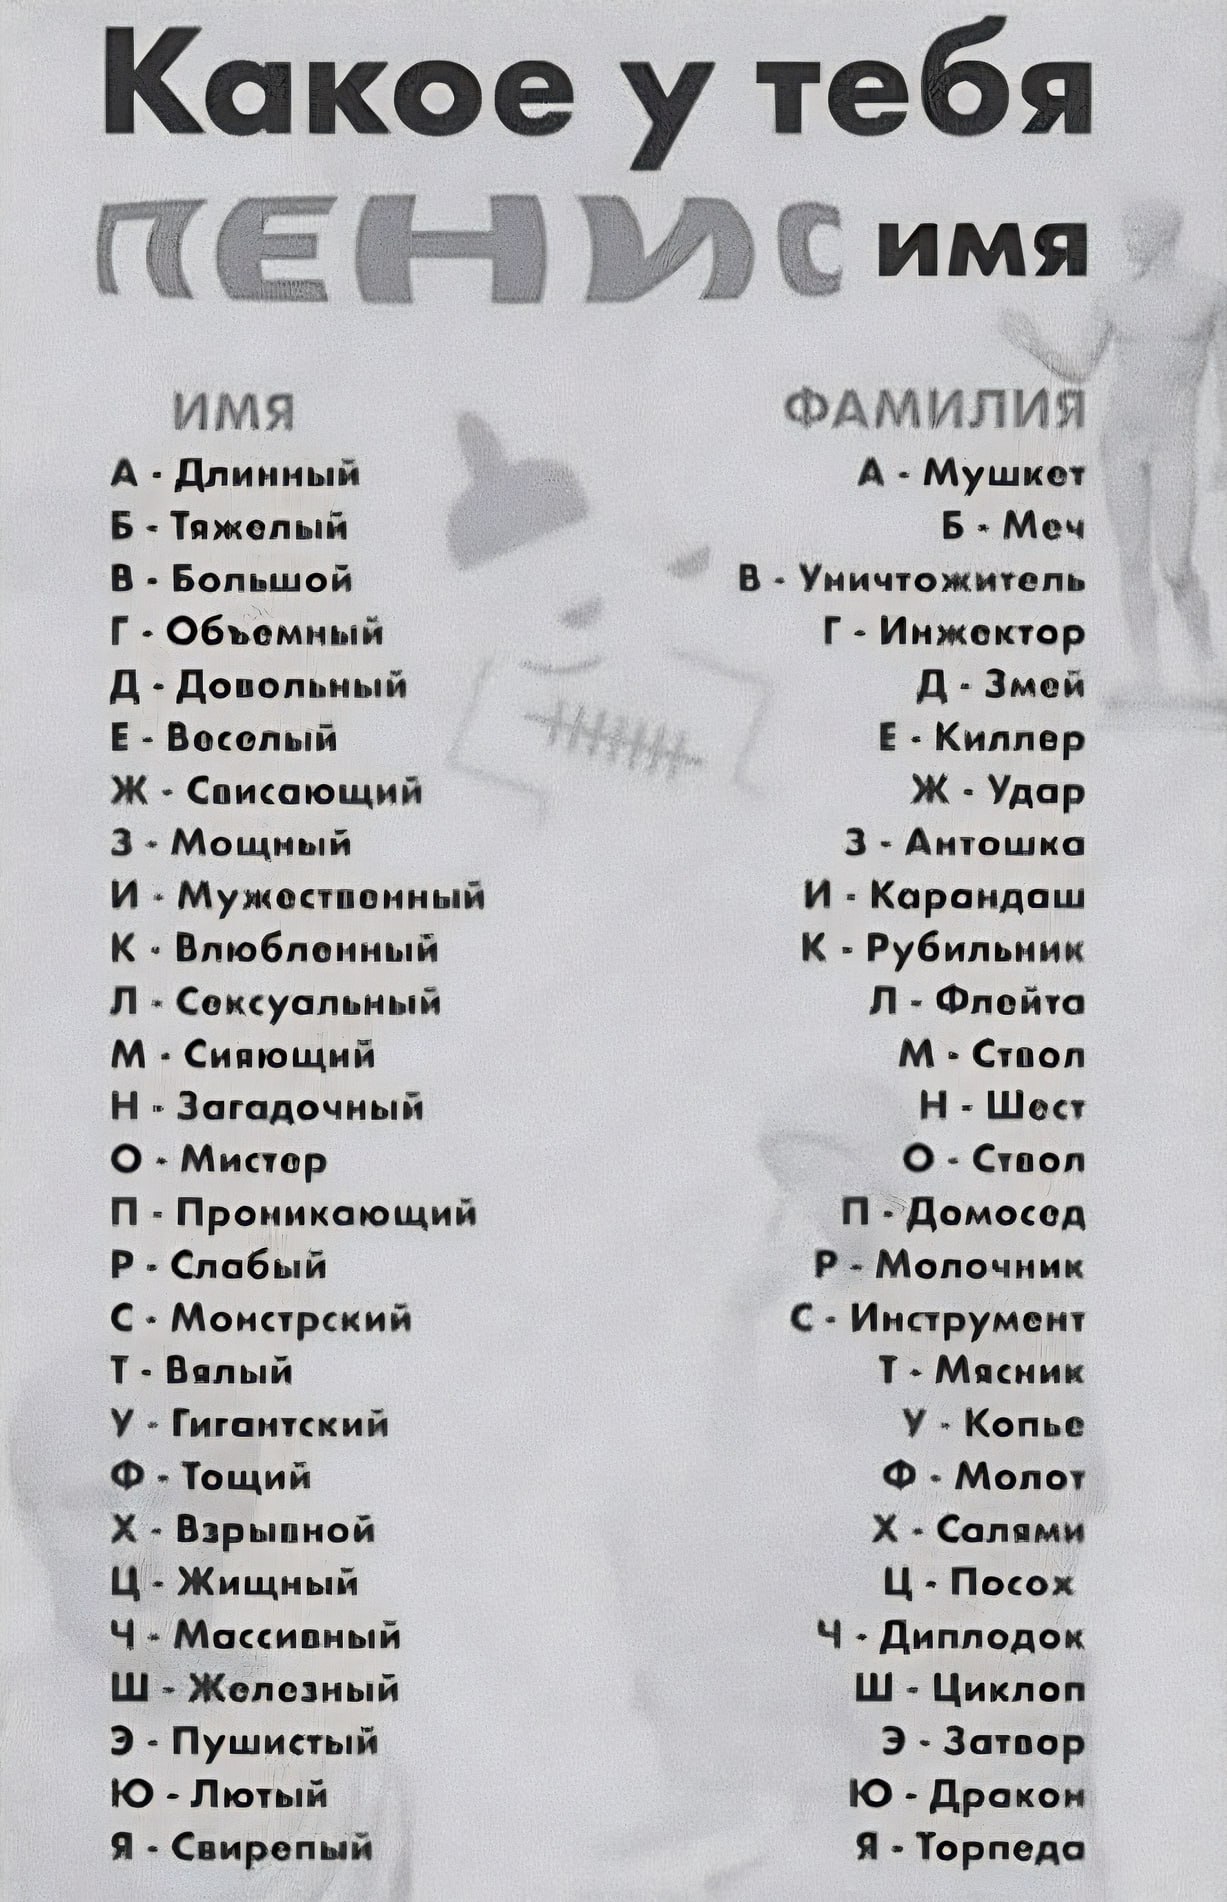 Какое у тебя
ПЕНИС имя
ИМЯ ФАМИЛИЯ
А - Длинный А - Мушкет
Б - Тяжелый Б - Меч
В - Большой В - Уничтожитель
Г - Объемный Г - Инжектор
Д - Довольный Д - Змей
Е - Веселый Е - Киллер
Ж - Свисающий Ж - Удар
З - Мощный З - Антошка
И - Мужественный И - Карандаш
К - Влюбленный К - Рубильник
Л - Сексуальный Л - Флейта
М - Сияющий М - Ствол
Н - Загадочный Н - Шест
О - Мистер О - Ствол
П - Проникающий П - Домосед
Р - Слабый Р - Молочник
С - Монстрский С - Инструмент
Т - Вялый Т - Мясник
У - Гигантский У - Копье
Ф - Тощий Ф - Молот
Х - Взрывной Х - Салями
Ц - Жищный Ц - Посох
Ч - Массивный Ч - Диплодок
Ш - Железный Ш - Циклоп
Э - Пушистый Э - Затвор
Ю - Лютый Ю - Дракон
Я - Свирепый Я - Торпеда